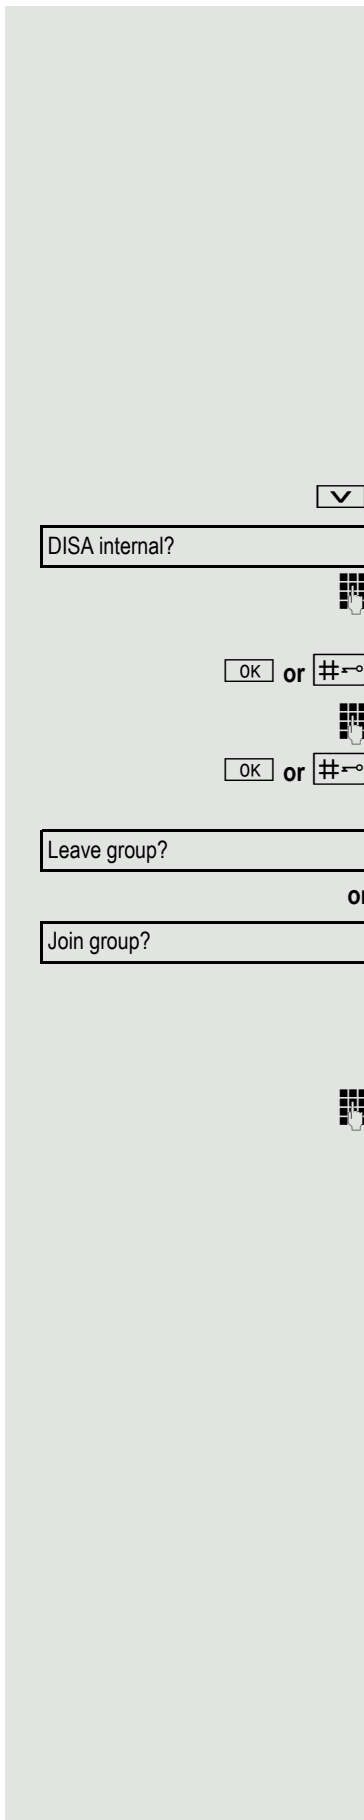 DISA internal?
OK or #
OK or #
Leave group?
or
Join group?